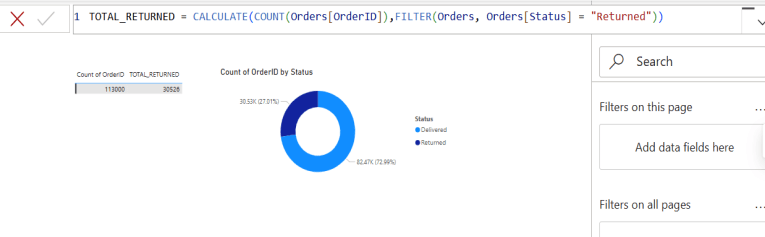 1 TOTAL_RETURNED = CALCULATE(COUNT(Orders[OrderID]),FILTER(Orders, Orders[Status] = "Returned"))
Count of OrderID TOTAL_RETURNED
113000 30526
Count of OrderID by Status
30.53K (27.01%)
82.47K (72.99%)
Status
Delivered
Returned
Search
Filters on this page ...
Add data fields here
Filters on all pages ...